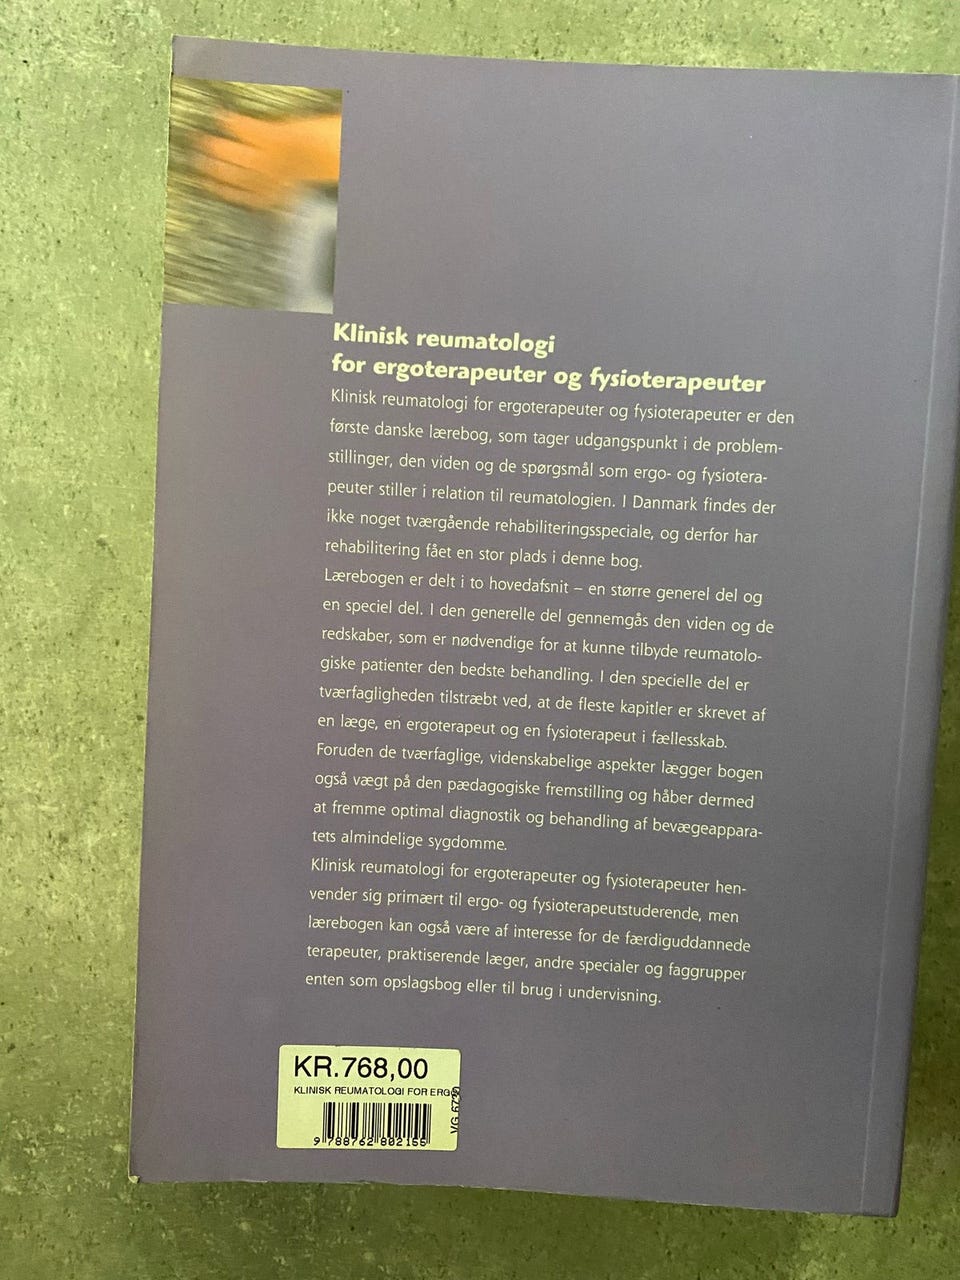 Klinisk reumatologi
for ergoterapeuter og fysioterapeuter
Klinisk reumatologi for ergoterapeuter og fysioterapeuter er den
første danske lærebog, som tager udgangspunkt i de problem-
stillinger, den viden og de spørgsmål som ergo- og fysiotera-
peuter stiller i relation til reumatologien. I Danmark findes der
ikke noget tværgående rehabiliteringsspeciale, og derfor har
rehabilitering fået en stor plads i denne bog.
Lærebogen er delt i to hovedafsnit – en større generel del og
en speciel del. I den generelle del gennemgås den viden og de
redskaber, som er nødvendige for at kunne tilbyde reumatolo-
giske patienter den bedste behandling. I den specielle del er
tværfagligheden tilstræbt ved, at de fleste kapitler er skrevet af
en læge, en ergoterapeut og en fysioterapeut i fællesskab.
Foruden de tværfaglige, videnskabelige aspekter lægger bogen
også vægt på den pædagogiske fremstilling og håber dermed
at fremme optimal diagnostik og behandling af bevægeappara-
tets almindelige sygdomme.
Klinisk reumatologi for ergoterapeuter og fysioterapeuter hen-
vender sig primært til ergo- og fysioterapeutstuderende, men
lærebogen kan også være af interesse for de færdiguddannede
terapeuter, praktiserende læger, andre specialer og faggrupper
enten som opslagsbog eller til brug i undervisning.
KR.768,00
KLINISK REUMATOLOGI FOR ERGO
9 788762 802155